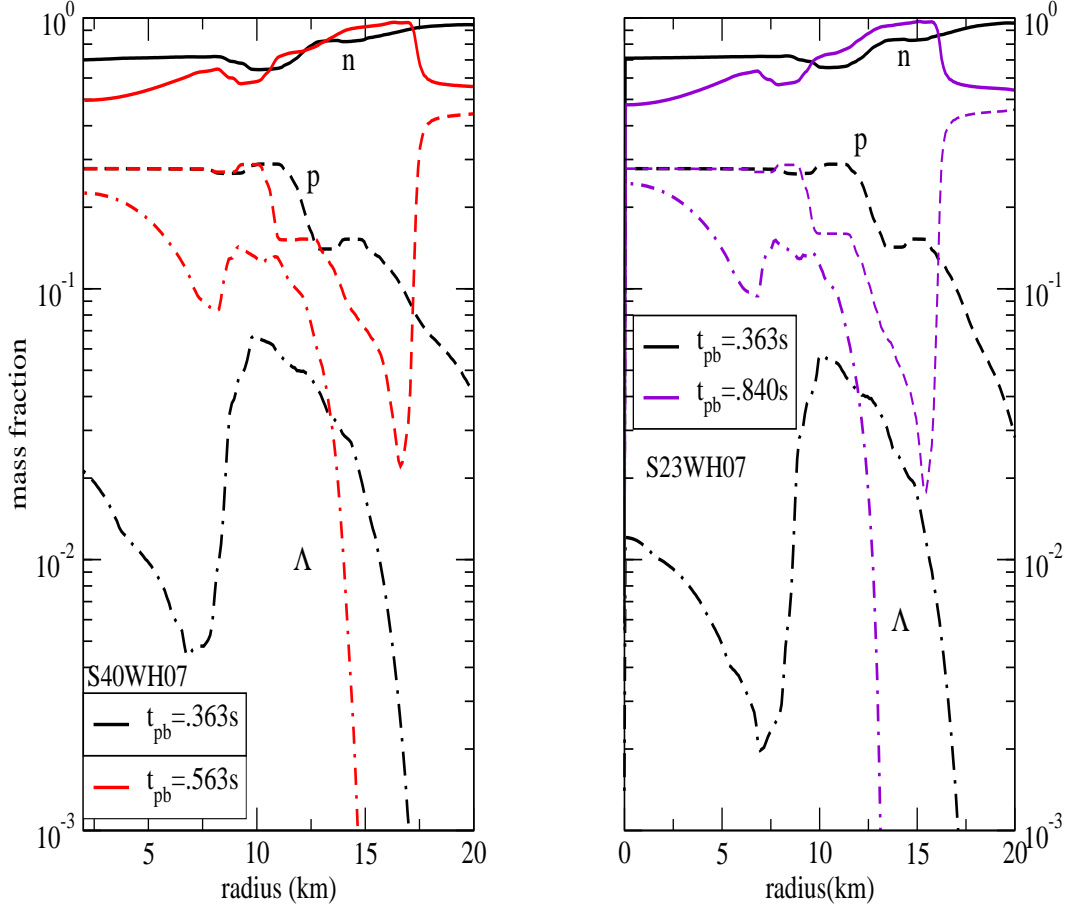 10^0
10^-1
10^-2
10^-3
mass fraction
n
p
Λ
S40WH07
t_pb=.363s
t_pb=.563s
5 10 15 20
radius (km)
n
p
t_pb=.363s
t_pb=.840s
S23WH07
Λ
0 5 10 15 20
radius(km)
10^0
10^-1
10^-2
10^-3